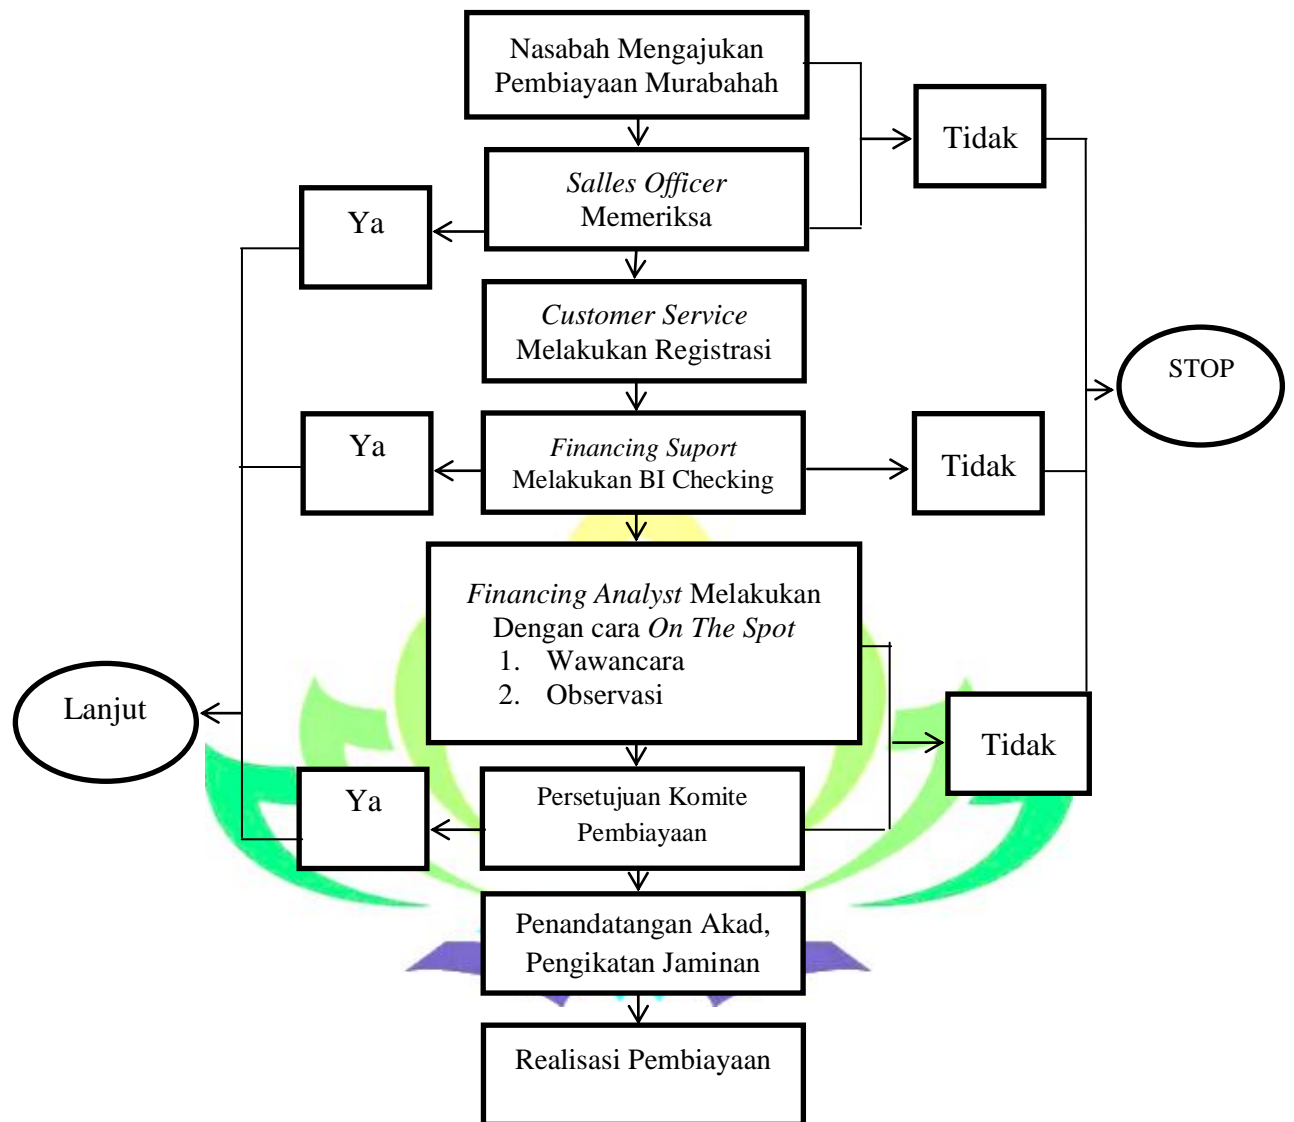 Nasabah Mengajukan
Pembiayaan Murabahah
Tidak
Salles Officer
Memeriksa
Ya
Customer Service
Melakukan Registrasi
STOP
Ya
Financing Suport
Melakukan BI Checking
Tidak
Financing Analyst Melakukan
Dengan cara On The Spot
1. Wawancara
2. Observasi
Lanjut
Tidak
Ya
Persetujuan Komite
Pembiayaan
Penandatangan Akad,
Pengikatan Jaminan
Realisasi Pembiayaan